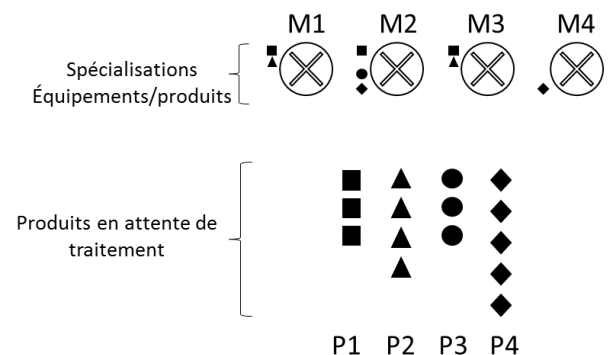 M1 M2 M3 M4
Spécialisations
Équipements/produits
Produits en attente de
traitement
P1 P2 P3 P4